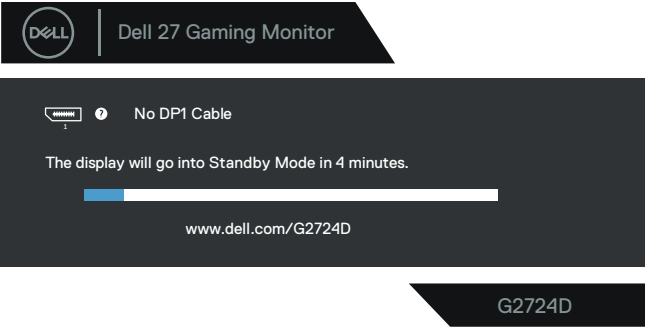 DELL
Dell 27 Gaming Monitor
1
?
No DP1 Cable
The display will go into Standby Mode in 4 minutes.
www.dell.com/G2724D
G2724D